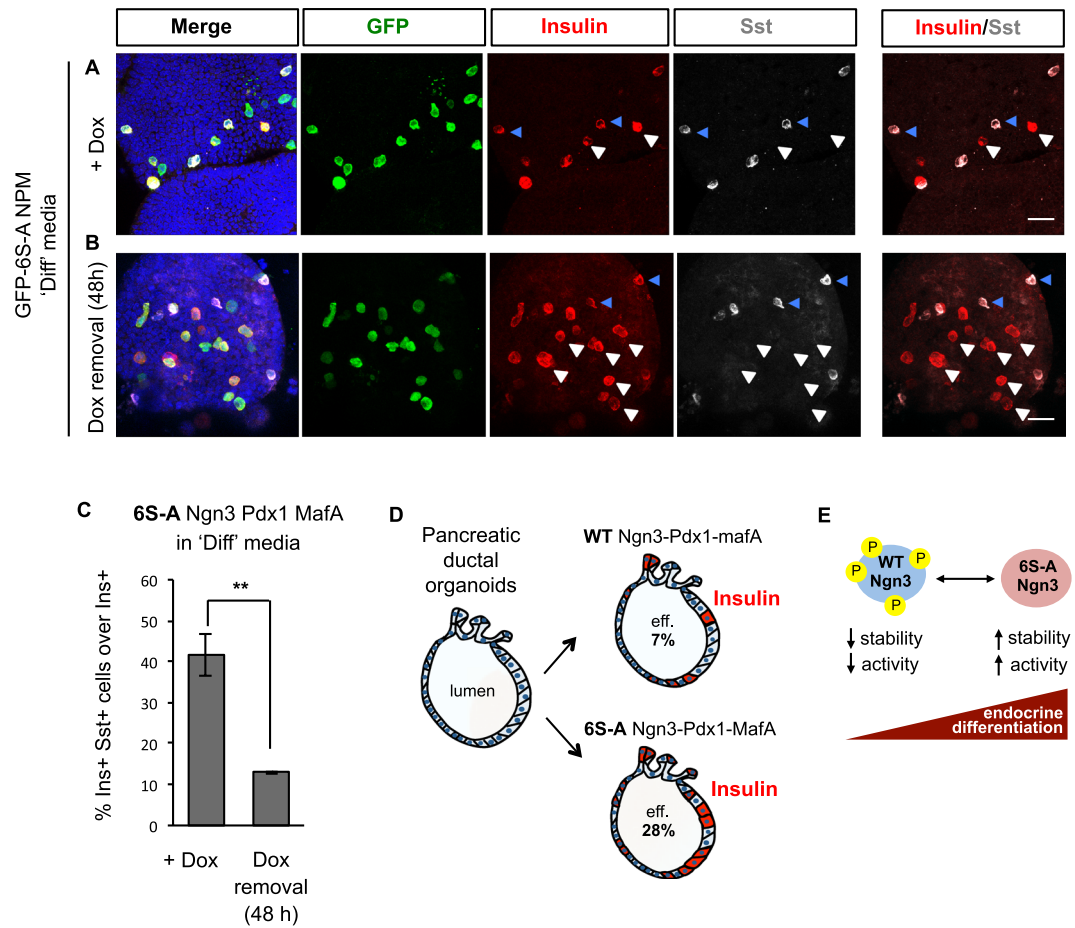 Merge
GFP
Insulin
Sst
Insulin/Sst
GFP-6S-A NPM
'Diff' media
A
+ Dox
B
Dox removal (48h)
C
6S-A Ngn3 Pdx1 MafA
in 'Diff' media
% Ins+ Sst+ cells over Ins+
60
50
40
30
20
10
0
**
+ Dox
Dox
removal
(48 h)
D
Pancreatic
ductal
organoids
lumen
WT Ngn3-Pdx1-mafA
eff.
7%
Insulin
6S-A Ngn3-Pdx1-MafA
eff.
28%
Insulin
E
P
P
P
P
WT
Ngn3
6S-A
Ngn3
↓ stability
↓ activity
↑ stability
↑ activity
endocrine
differentiation